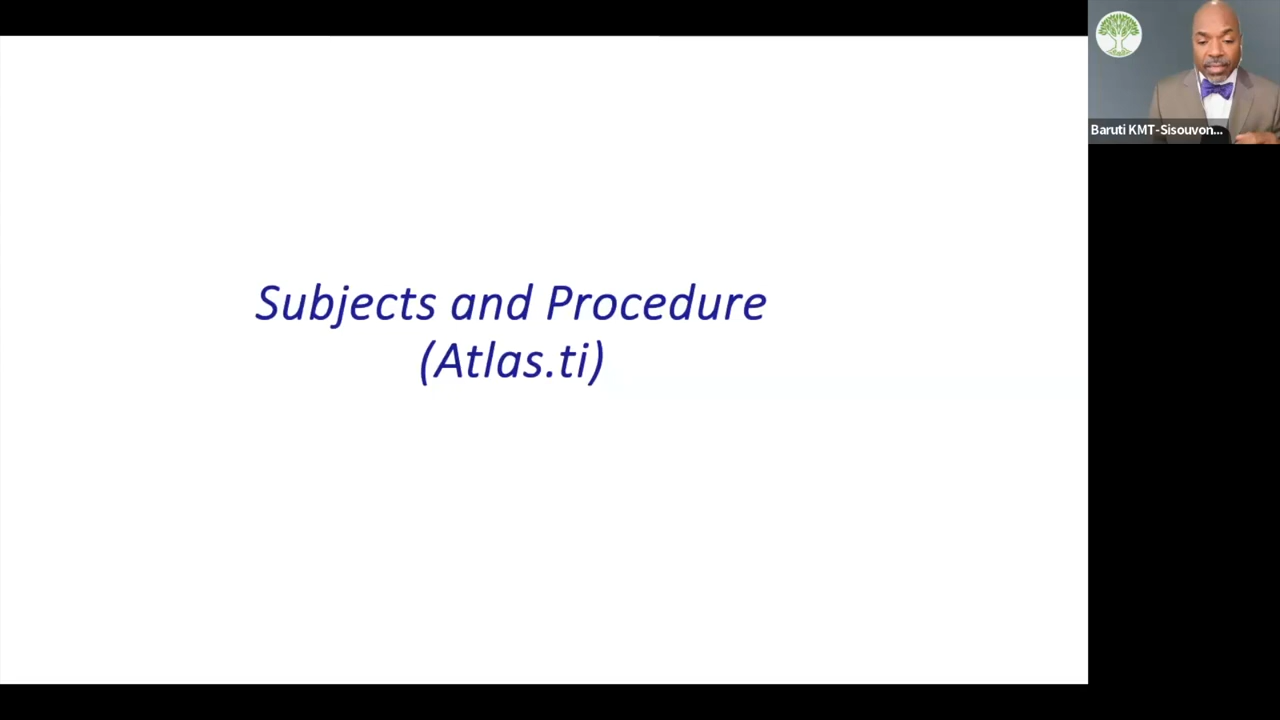 Subjects and Procedure
(Atlas.ti)
Baruti KMT-Sisouvon...